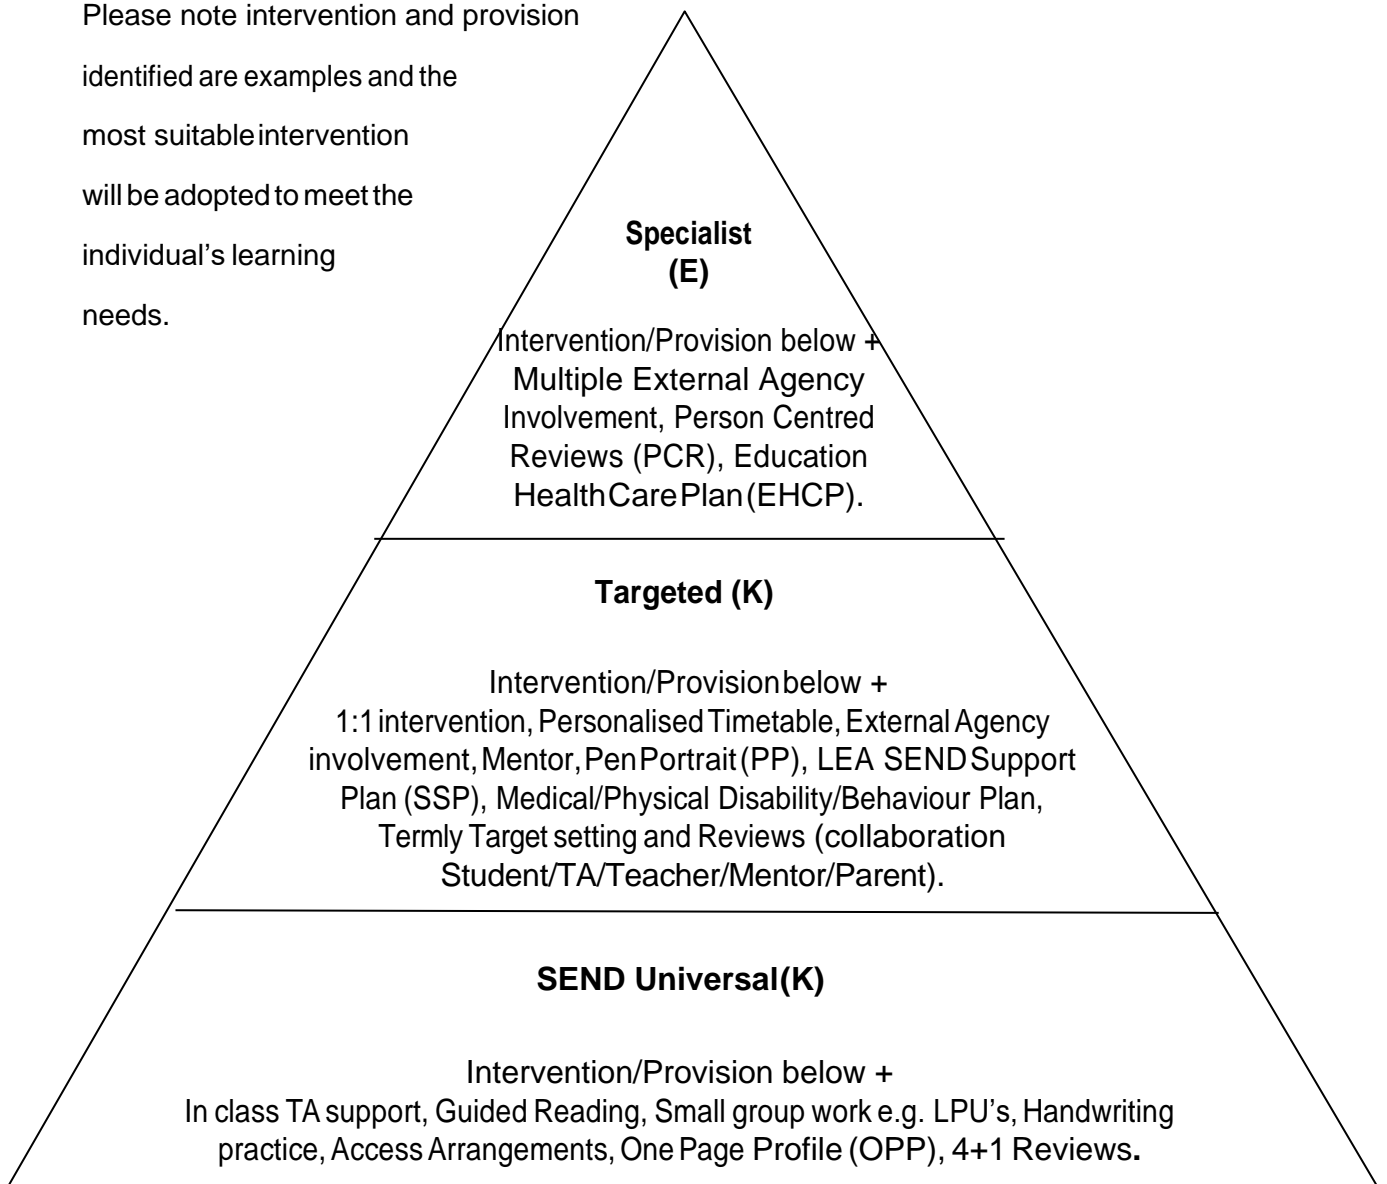 Please note intervention and provision
identified are examples and the
most suitable intervention
will be adopted to meet the
individual’s learning
needs.
Specialist
(E)
Intervention/Provision below +
Multiple External Agency
Involvement, Person Centred
Reviews (PCR), Education
Health Care Plan (EHCP).
Targeted (K)
Intervention/Provision below +
1:1 intervention, Personalised Timetable, External Agency
involvement, Mentor, Pen Portrait (PP), LEA SEND Support
Plan (SSP), Medical/Physical Disability/Behaviour Plan,
Termly Target setting and Reviews (collaboration
Student/TA/Teacher/Mentor/Parent).
SEND Universal (K)
Intervention/Provision below +
In class TA support, Guided Reading, Small group work e.g. LPU’s, Handwriting
practice, Access Arrangements, One Page Profile (OPP), 4+1 Reviews.